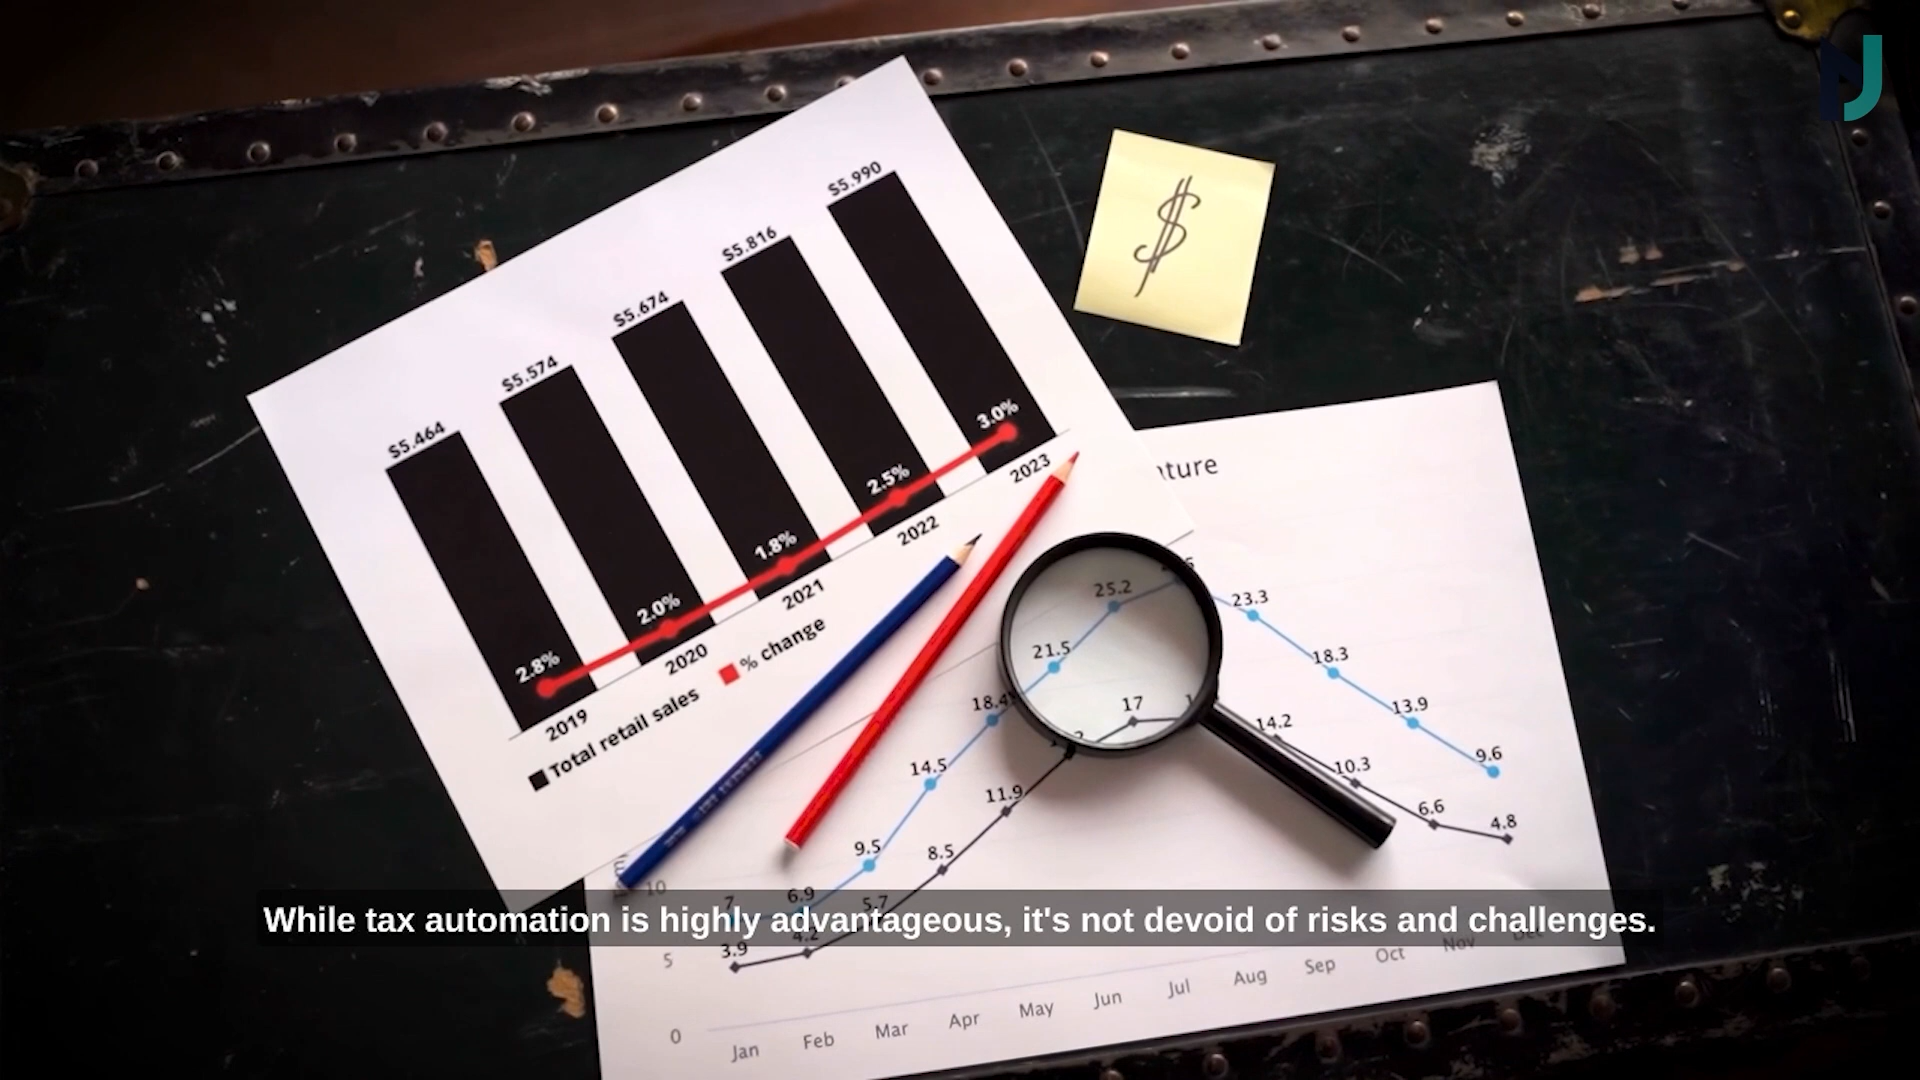 $5.464
$5.574
$5.674
$5.816
$5.990
2.8%
2.0%
1.8%
2.5%
3.0%
2019
2020
2021
2022
2023
Total retail sales
% change
$
25.2
23.3
21.5
18.3
18.4
17
14.2
13.9
14.5
10.3
9.6
11.9
9.5
8.5
6.6
4.8
7
6.9
5.7
10
While tax automation is highly advantageous, it's not devoid of risks and challenges.
3.9
4.2
5
0
Jan
Feb
Mar
Apr
May
Jun
Jul
Aug
Sep
Oct
Nov
Dec